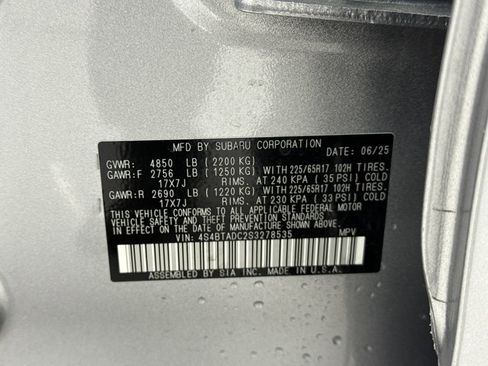 MFD BY SUBARU CORPORATION DATE: 06/25
GVWR: 4850 LB (2200 KG)
GAWR:F 2756 LB (1250 KG) WITH 225/65R17 102H TIRES.
17X7J RIMS. AT 240 KPA (35 PSI) COLD
GAWR:R 2690 LB (1220 KG) WITH 225/65R17 102H TIRES.
17X7J RIMS. AT 230 KPA (33 PSI) COLD
THIS VEHICLE CONFORMS TO ALL APPLICABLE FEDERAL MOTOR
VEHICLE SAFETY AND THEFT PREVENTION STANDARDS
IN EFFECT ON THE DATE OF MANUFACTURE SHOWN ABOVE.
VIN: 4S4BTADC2S3278535 MPV
ASSEMBLED BY SIA INC. MADE IN U.S.A.